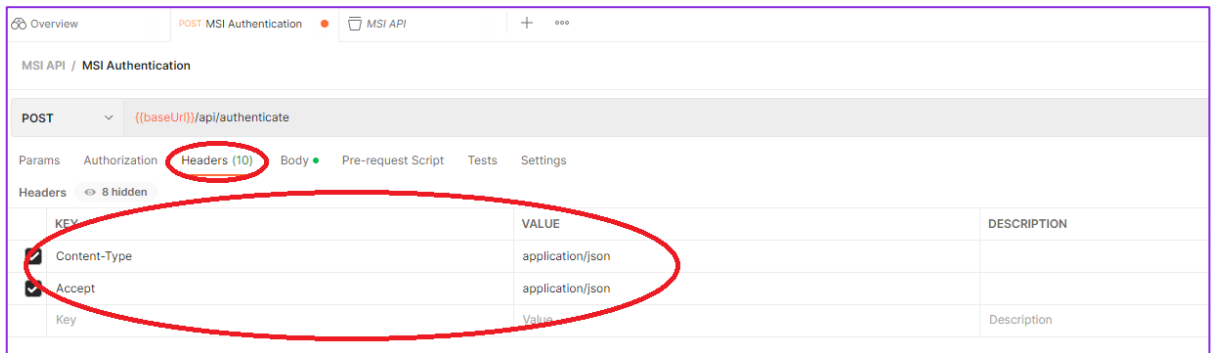 Overview POST MSI Authentication MSI API
MSI API / MSI Authentication
POST {{baseUrl}}/api/authenticate
Params Authorization Headers (10) Body Pre-request Script Tests Settings
Headers 8 hidden
KEY VALUE DESCRIPTION
Content-Type application/json
Accept application/json
Key Value Description